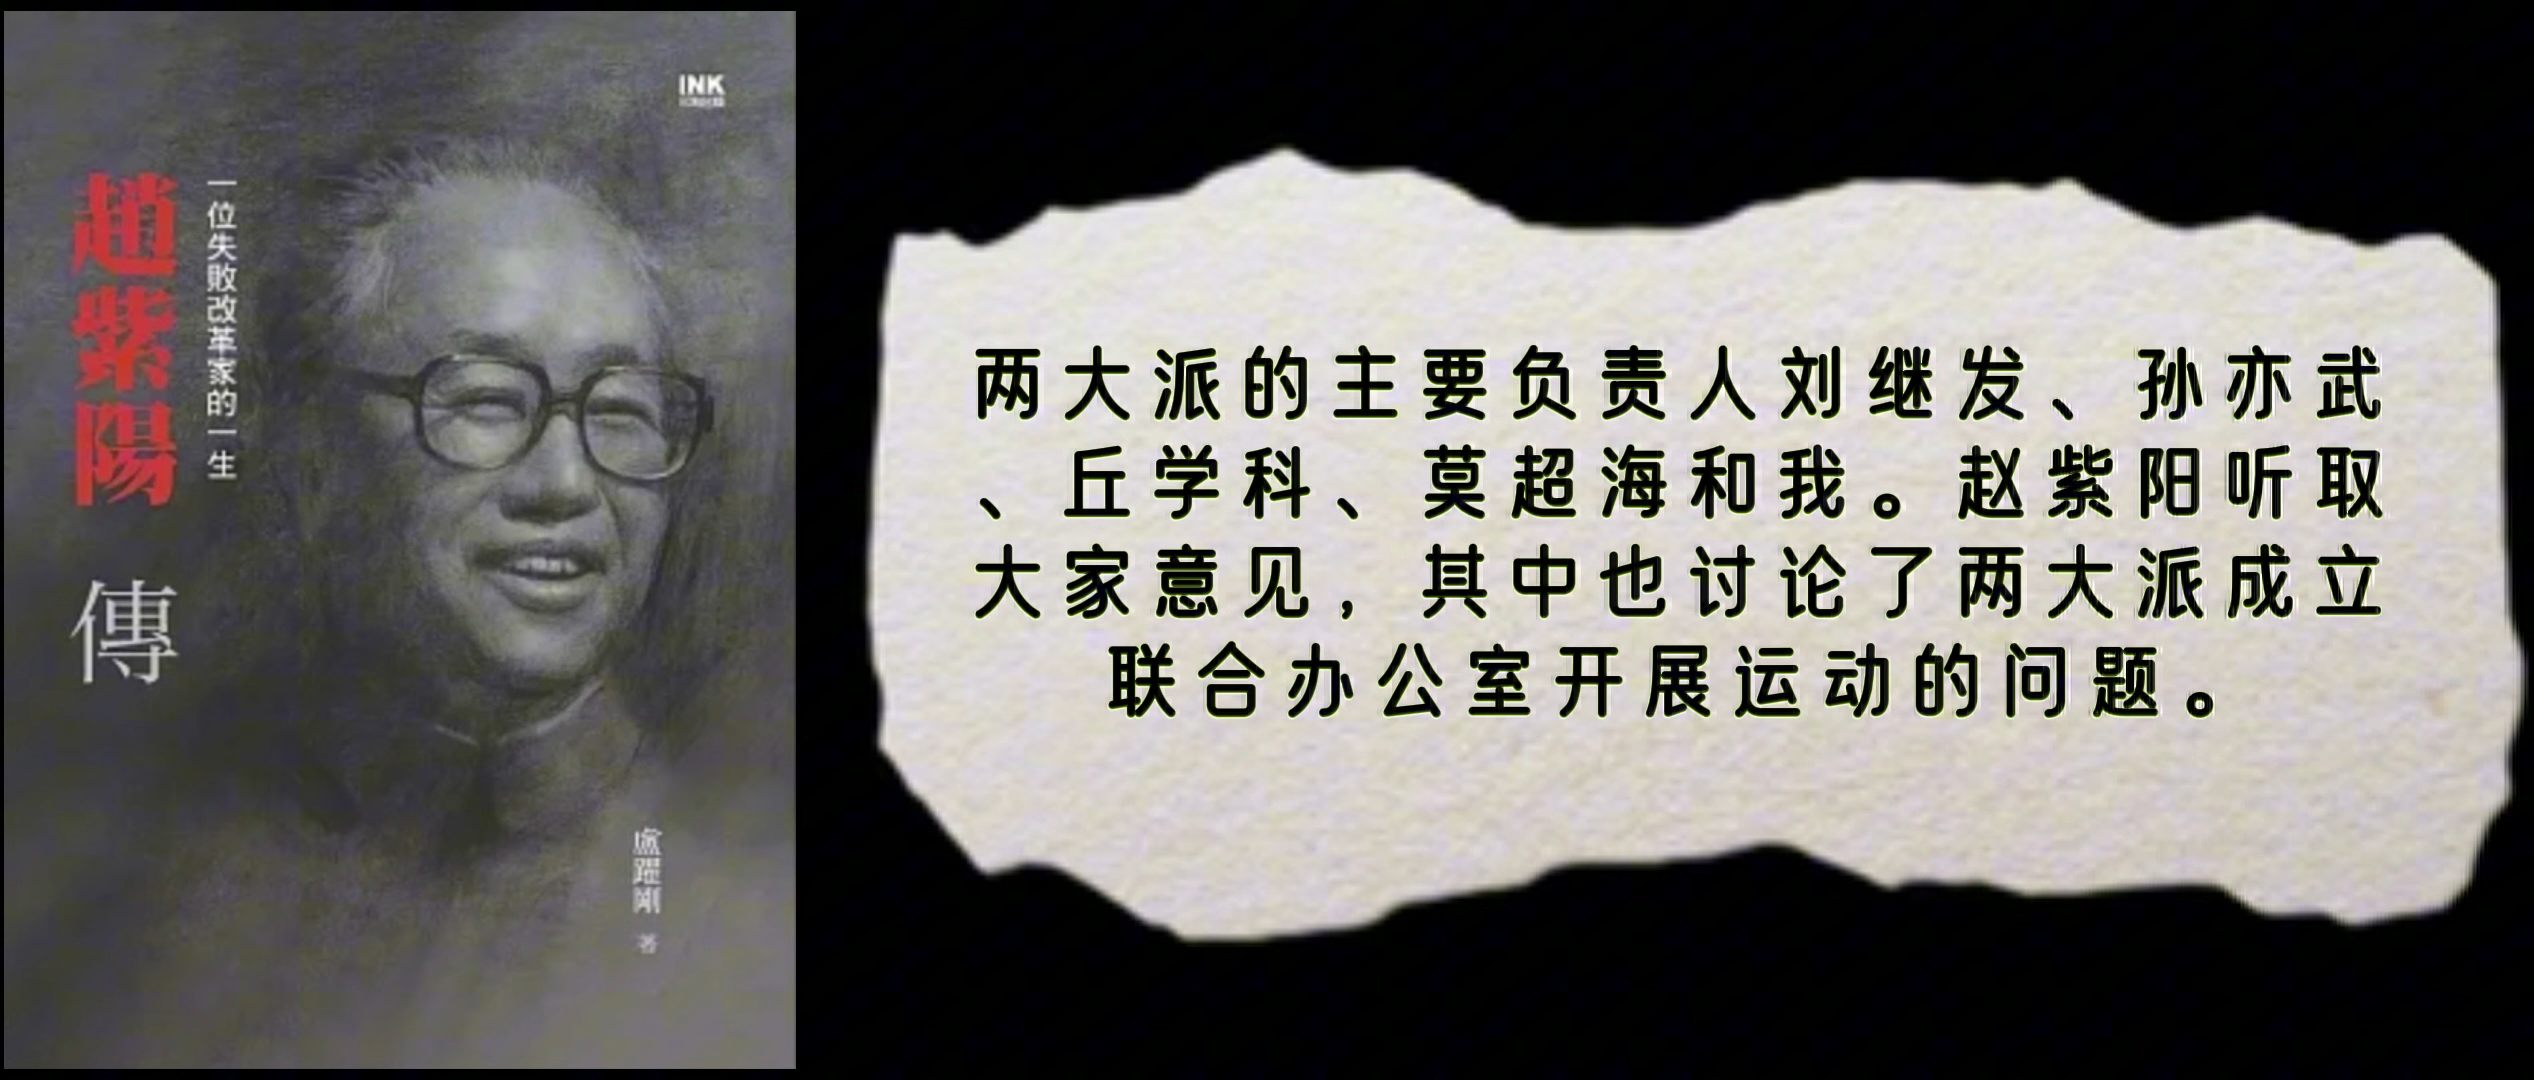 INK
趙紫陽 傳
一位失敗改革家的一生
盧躍剛 著
两大派的主要负责人刘继发、孙亦武
、丘学科、莫超海和我。赵紫阳听取
大家意见，其中也讨论了两大派成立
联合办公室开展运动的问题。